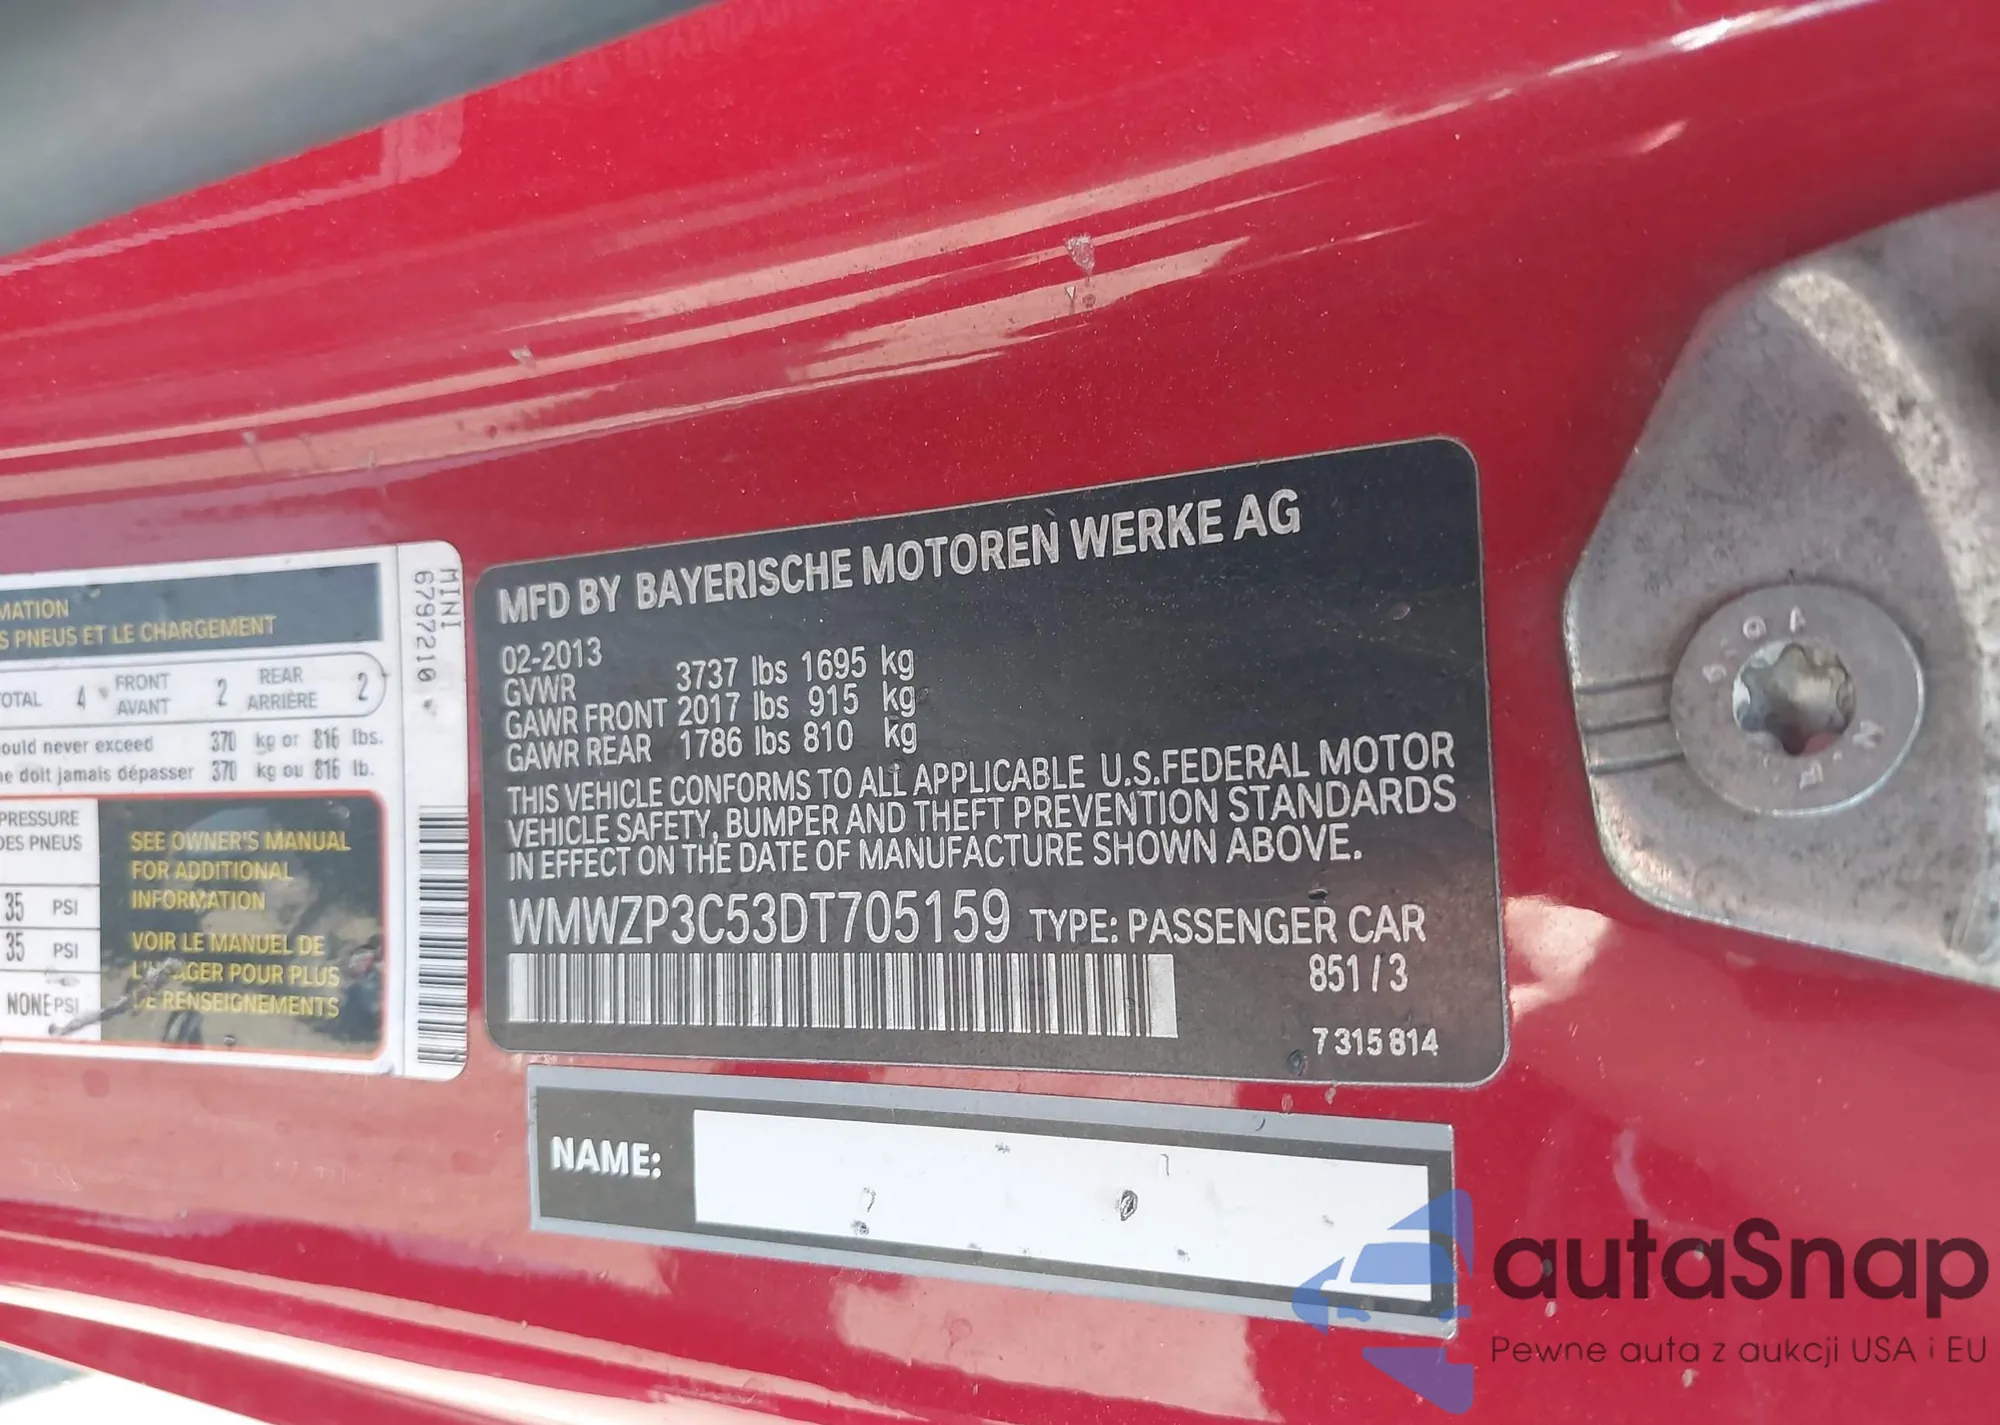 MATION
S PNEUS ET LE CHARGEMENT
OTAL 4 FRONT AVANT 2 REAR ARRIÈRE 2
ould never exceed 370 kg or 816 lbs.
ne doit jamais dépasser 370 kg ou 816 lb.
PRESSURE
DES PNEUS
35 PSI
35 PSI
NONE PSI
SEE OWNER'S MANUAL
FOR ADDITIONAL
INFORMATION
VOIR LE MANUEL DE
POUR PLUS
RENSEIGNEMENTS
MINI
6797210
MFD BY BAYERISCHE MOTOREN WERKE AG
02-2013
GVWR 3737 lbs 1695 kg
GAWR FRONT 2017 lbs 915 kg
GAWR REAR 1786 lbs 810 kg
THIS VEHICLE CONFORMS TO ALL APPLICABLE U.S.FEDERAL MOTOR
VEHICLE SAFETY, BUMPER AND THEFT PREVENTION STANDARDS
IN EFFECT ON THE DATE OF MANUFACTURE SHOWN ABOVE.
WMWZP3C53DT705159 TYPE: PASSENGER CAR
851/3
7 315 814
NAME:
autaSnap
Pewne auta z aukcji USA i EU